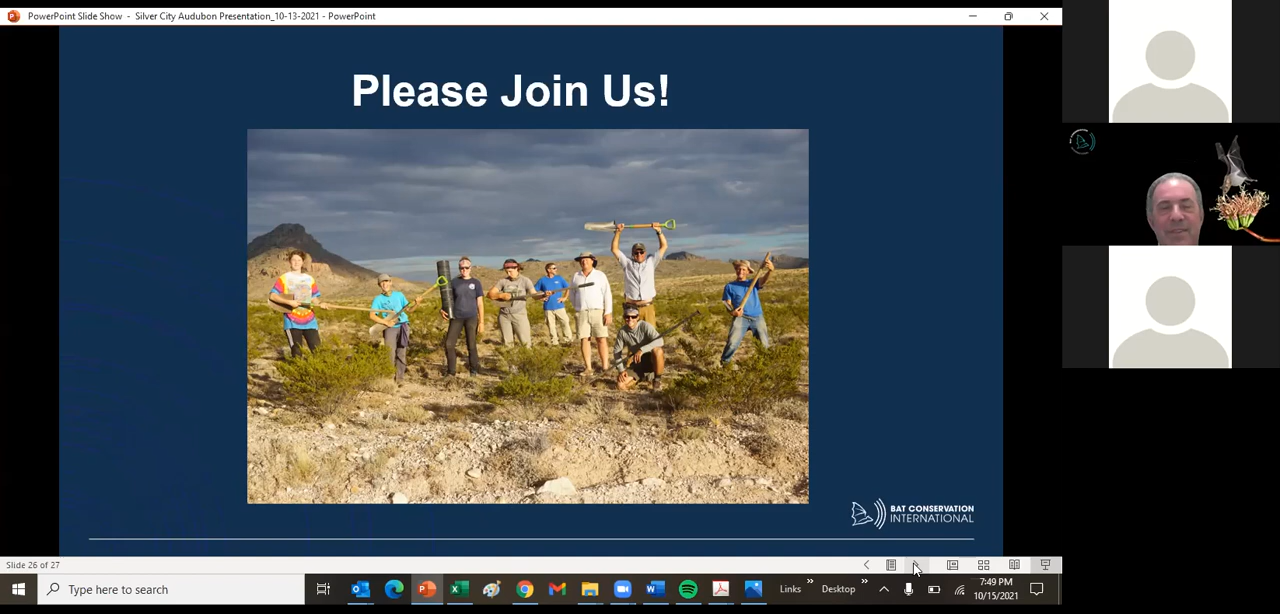 PowerPoint Slide Show - Silver City Audubon Presentation_10-13-2021 - PowerPoint
Please Join Us!
BAT CONSERVATION
INTERNATIONAL
Slide 26 of 27
Type here to search
Links
Desktop
7:49 PM
10/15/2021